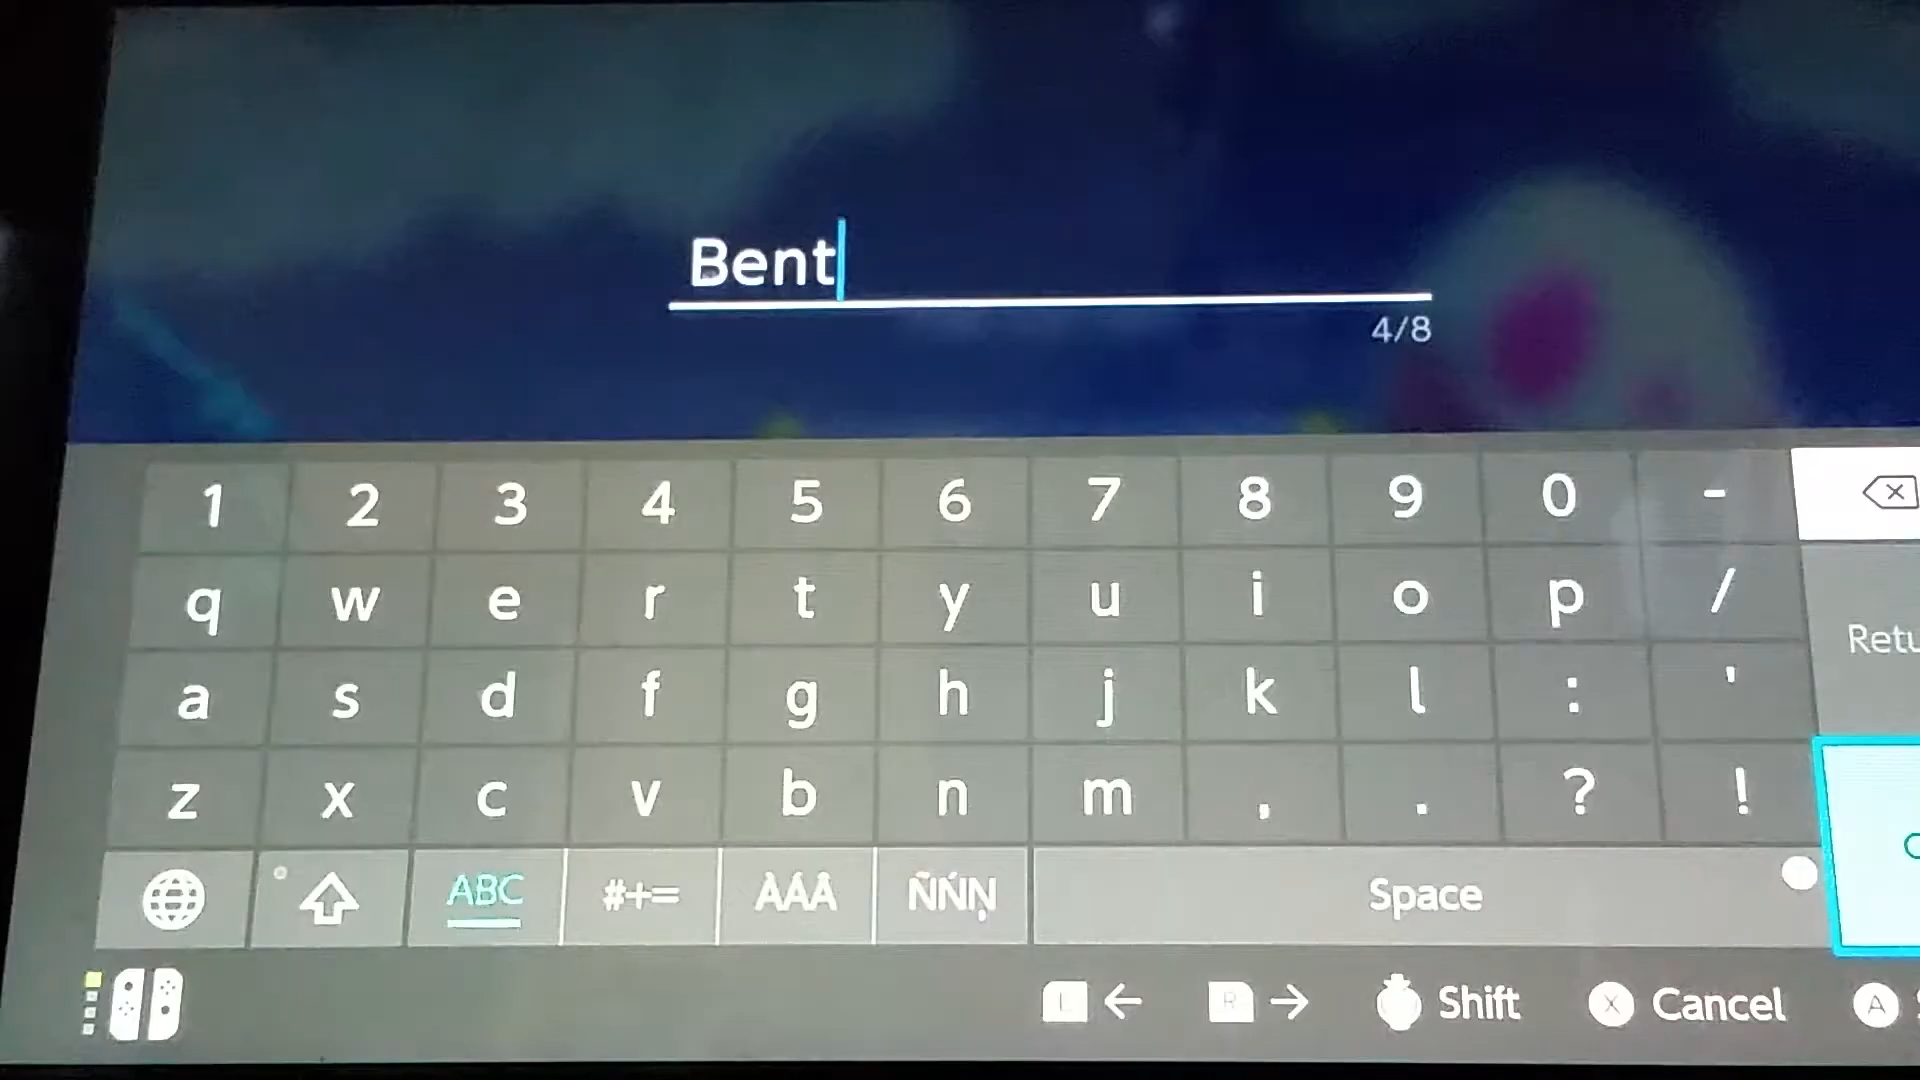 Bent
4/8
1 2 3 4 5 6 7 8 9 0 -
q w e r t y u i o p /
Retu
a s d f g h j k l : '
z x c v b n m , . ? !
ABC #+= ÀÁÂ ÑŃŅ Space
L ← R → Shift X Cancel A